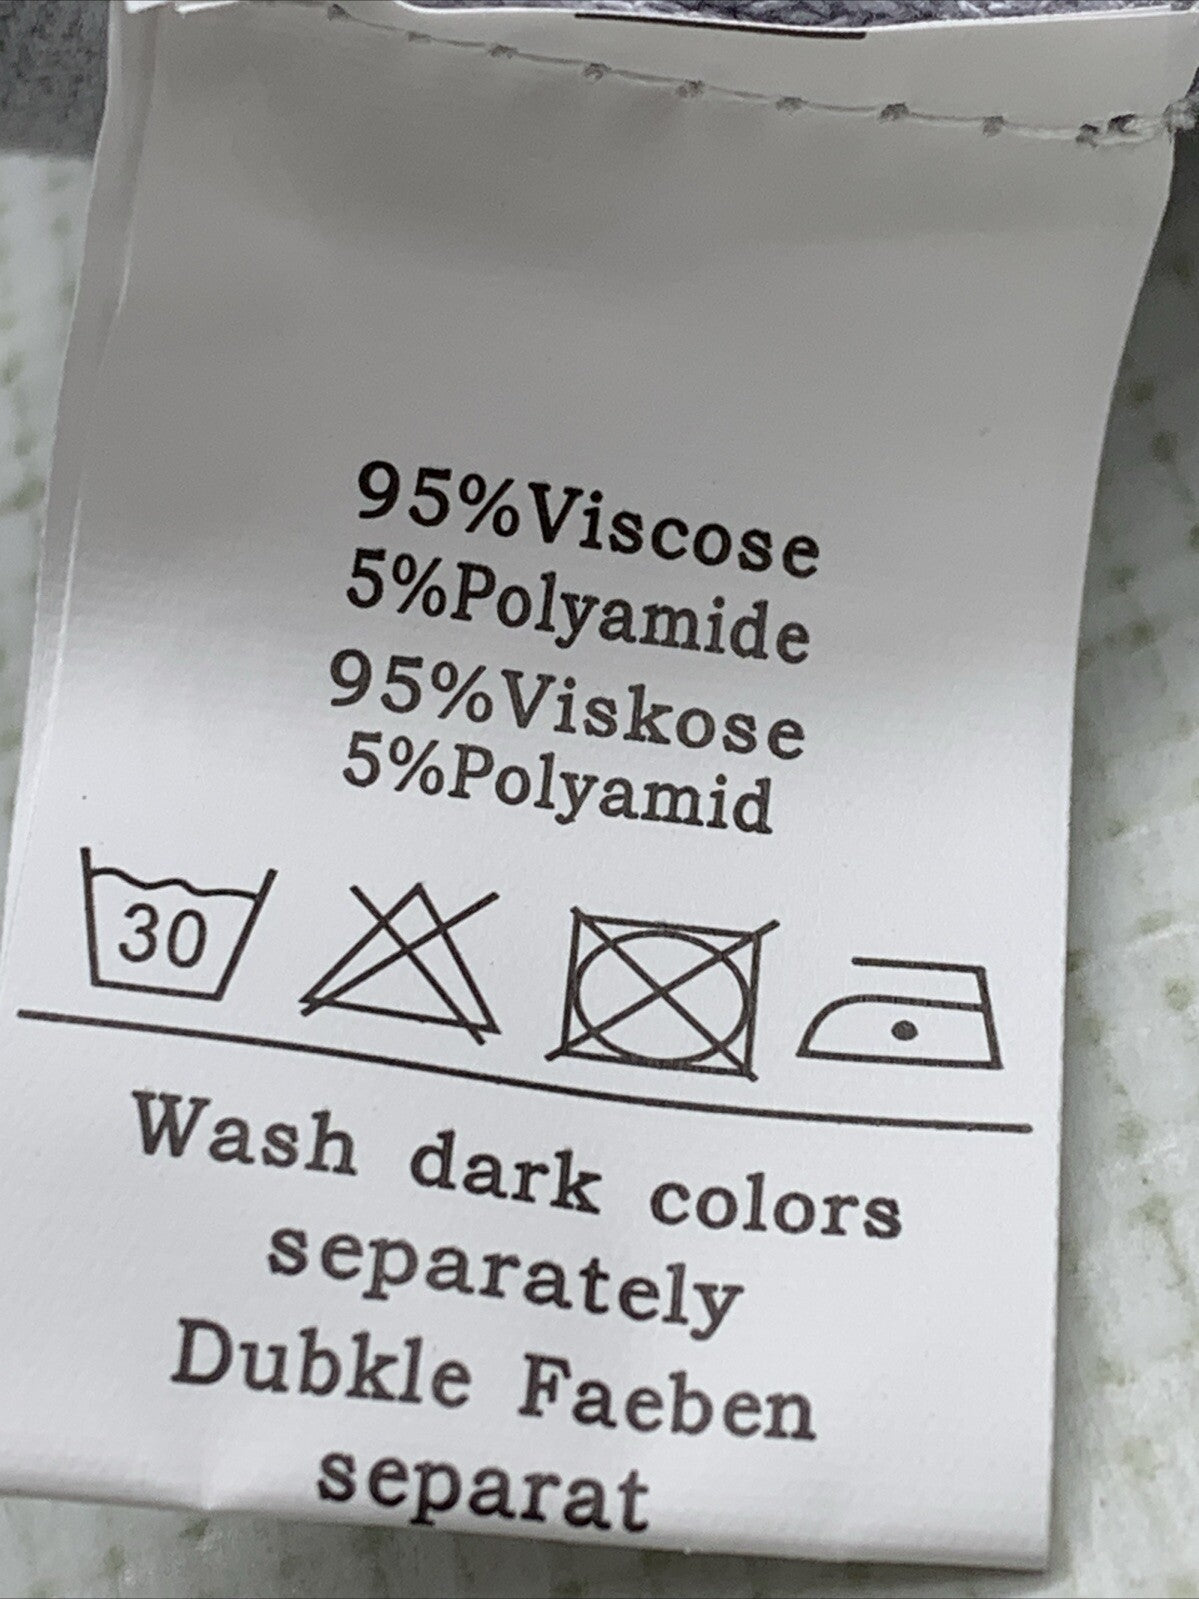 95%Viscose
5%Polyamide
95%Viskose
5%Polyamid
30
Wash dark colors
separately
Dubkle Faeben
separat